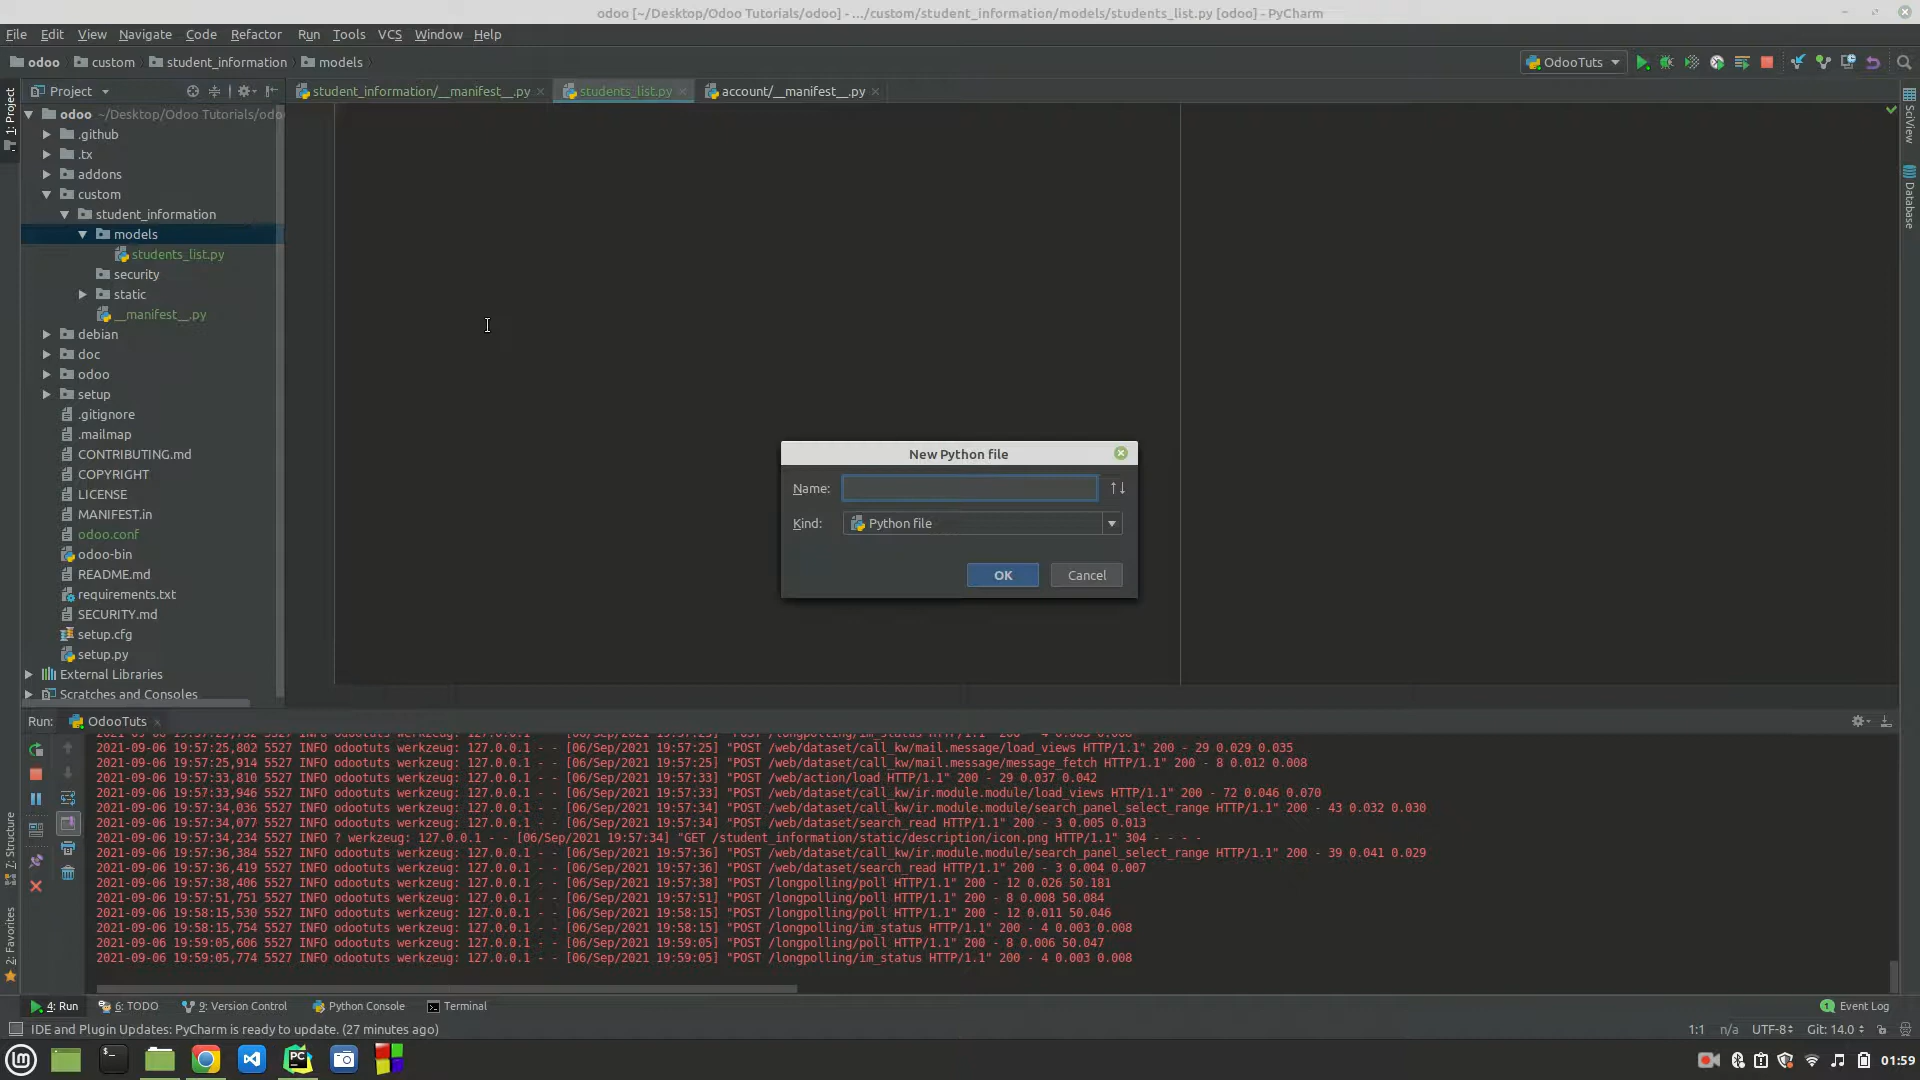 odoo [~/Desktop/Odoo Tutorials/odoo] - .../custom/student_information/models/students_list.py [odoo] - PyCharm
File Edit View Navigate Code Refactor Run Tools VCS Window Help
odoo custom student_information models OdooTuts
1: Project
Project
student_information/__manifest__.py students_list.py account/__manifest__.py
odoo ~/Desktop/Odoo Tutorials/odoo
.github
.tx
addons
custom
student_information
models
students_list.py
security
static
__manifest__.py
debian
doc
odoo
setup
.gitignore
.mailmap
CONTRIBUTING.md
COPYRIGHT
LICENSE
MANIFEST.in
odoo.conf
odoo-bin
README.md
requirements.txt
SECURITY.md
setup.cfg
setup.py
External Libraries
Scratches and Consoles
SciView
Database
New Python file
Name:
Kind: Python file
OK Cancel
Run: OdooTuts
2021-09-06 19:57:25,802 5527 INFO odootuts werkzeug: 127.0.0.1 - - [06/Sep/2021 19:57:25] "POST /web/dataset/call_kw/mail.message/load_views HTTP/1.1" 200 - 29 0.029 0.035
2021-09-06 19:57:25,914 5527 INFO odootuts werkzeug: 127.0.0.1 - - [06/Sep/2021 19:57:25] "POST /web/dataset/call_kw/mail.message/message_fetch HTTP/1.1" 200 - 8 0.012 0.008
2021-09-06 19:57:33,810 5527 INFO odootuts werkzeug: 127.0.0.1 - - [06/Sep/2021 19:57:33] "POST /web/action/load HTTP/1.1" 200 - 29 0.037 0.042
2021-09-06 19:57:33,946 5527 INFO odootuts werkzeug: 127.0.0.1 - - [06/Sep/2021 19:57:33] "POST /web/dataset/call_kw/ir.module.module/load_views HTTP/1.1" 200 - 72 0.046 0.070
2021-09-06 19:57:34,036 5527 INFO odootuts werkzeug: 127.0.0.1 - - [06/Sep/2021 19:57:34] "POST /web/dataset/call_kw/ir.module.module/search_panel_select_range HTTP/1.1" 200 - 43 0.032 0.030
2021-09-06 19:57:34,077 5527 INFO odootuts werkzeug: 127.0.0.1 - - [06/Sep/2021 19:57:34] "POST /web/dataset/search_read HTTP/1.1" 200 - 3 0.005 0.013
2021-09-06 19:57:34,234 5527 INFO ? werkzeug: 127.0.0.1 - - [06/Sep/2021 19:57:34] "GET /student_information/static/description/icon.png HTTP/1.1" 304 - - - -
2021-09-06 19:57:36,384 5527 INFO odootuts werkzeug: 127.0.0.1 - - [06/Sep/2021 19:57:36] "POST /web/dataset/call_kw/ir.module.module/search_panel_select_range HTTP/1.1" 200 - 39 0.041 0.029
2021-09-06 19:57:36,419 5527 INFO odootuts werkzeug: 127.0.0.1 - - [06/Sep/2021 19:57:36] "POST /web/dataset/search_read HTTP/1.1" 200 - 3 0.004 0.007
2021-09-06 19:57:38,406 5527 INFO odootuts werkzeug: 127.0.0.1 - - [06/Sep/2021 19:57:38] "POST /longpolling/poll HTTP/1.1" 200 - 12 0.026 50.181
2021-09-06 19:57:51,751 5527 INFO odootuts werkzeug: 127.0.0.1 - - [06/Sep/2021 19:57:51] "POST /longpolling/poll HTTP/1.1" 200 - 8 0.008 50.084
2021-09-06 19:58:15,530 5527 INFO odootuts werkzeug: 127.0.0.1 - - [06/Sep/2021 19:58:15] "POST /longpolling/poll HTTP/1.1" 200 - 12 0.011 50.046
2021-09-06 19:58:15,754 5527 INFO odootuts werkzeug: 127.0.0.1 - - [06/Sep/2021 19:58:15] "POST /longpolling/im_status HTTP/1.1" 200 - 4 0.003 0.008
2021-09-06 19:59:05,606 5527 INFO odootuts werkzeug: 127.0.0.1 - - [06/Sep/2021 19:59:05] "POST /longpolling/poll HTTP/1.1" 200 - 8 0.006 50.047
2021-09-06 19:59:05,774 5527 INFO odootuts werkzeug: 127.0.0.1 - - [06/Sep/2021 19:59:05] "POST /longpolling/im_status HTTP/1.1" 200 - 4 0.003 0.008
7: Structure
2: Favorites
4: Run 6: TODO 9: Version Control Python Console Terminal 1 Event Log
IDE and Plugin Updates: PyCharm is ready to update. (27 minutes ago) 1:1 n/a UTF-8 Git: 14.0
01:59